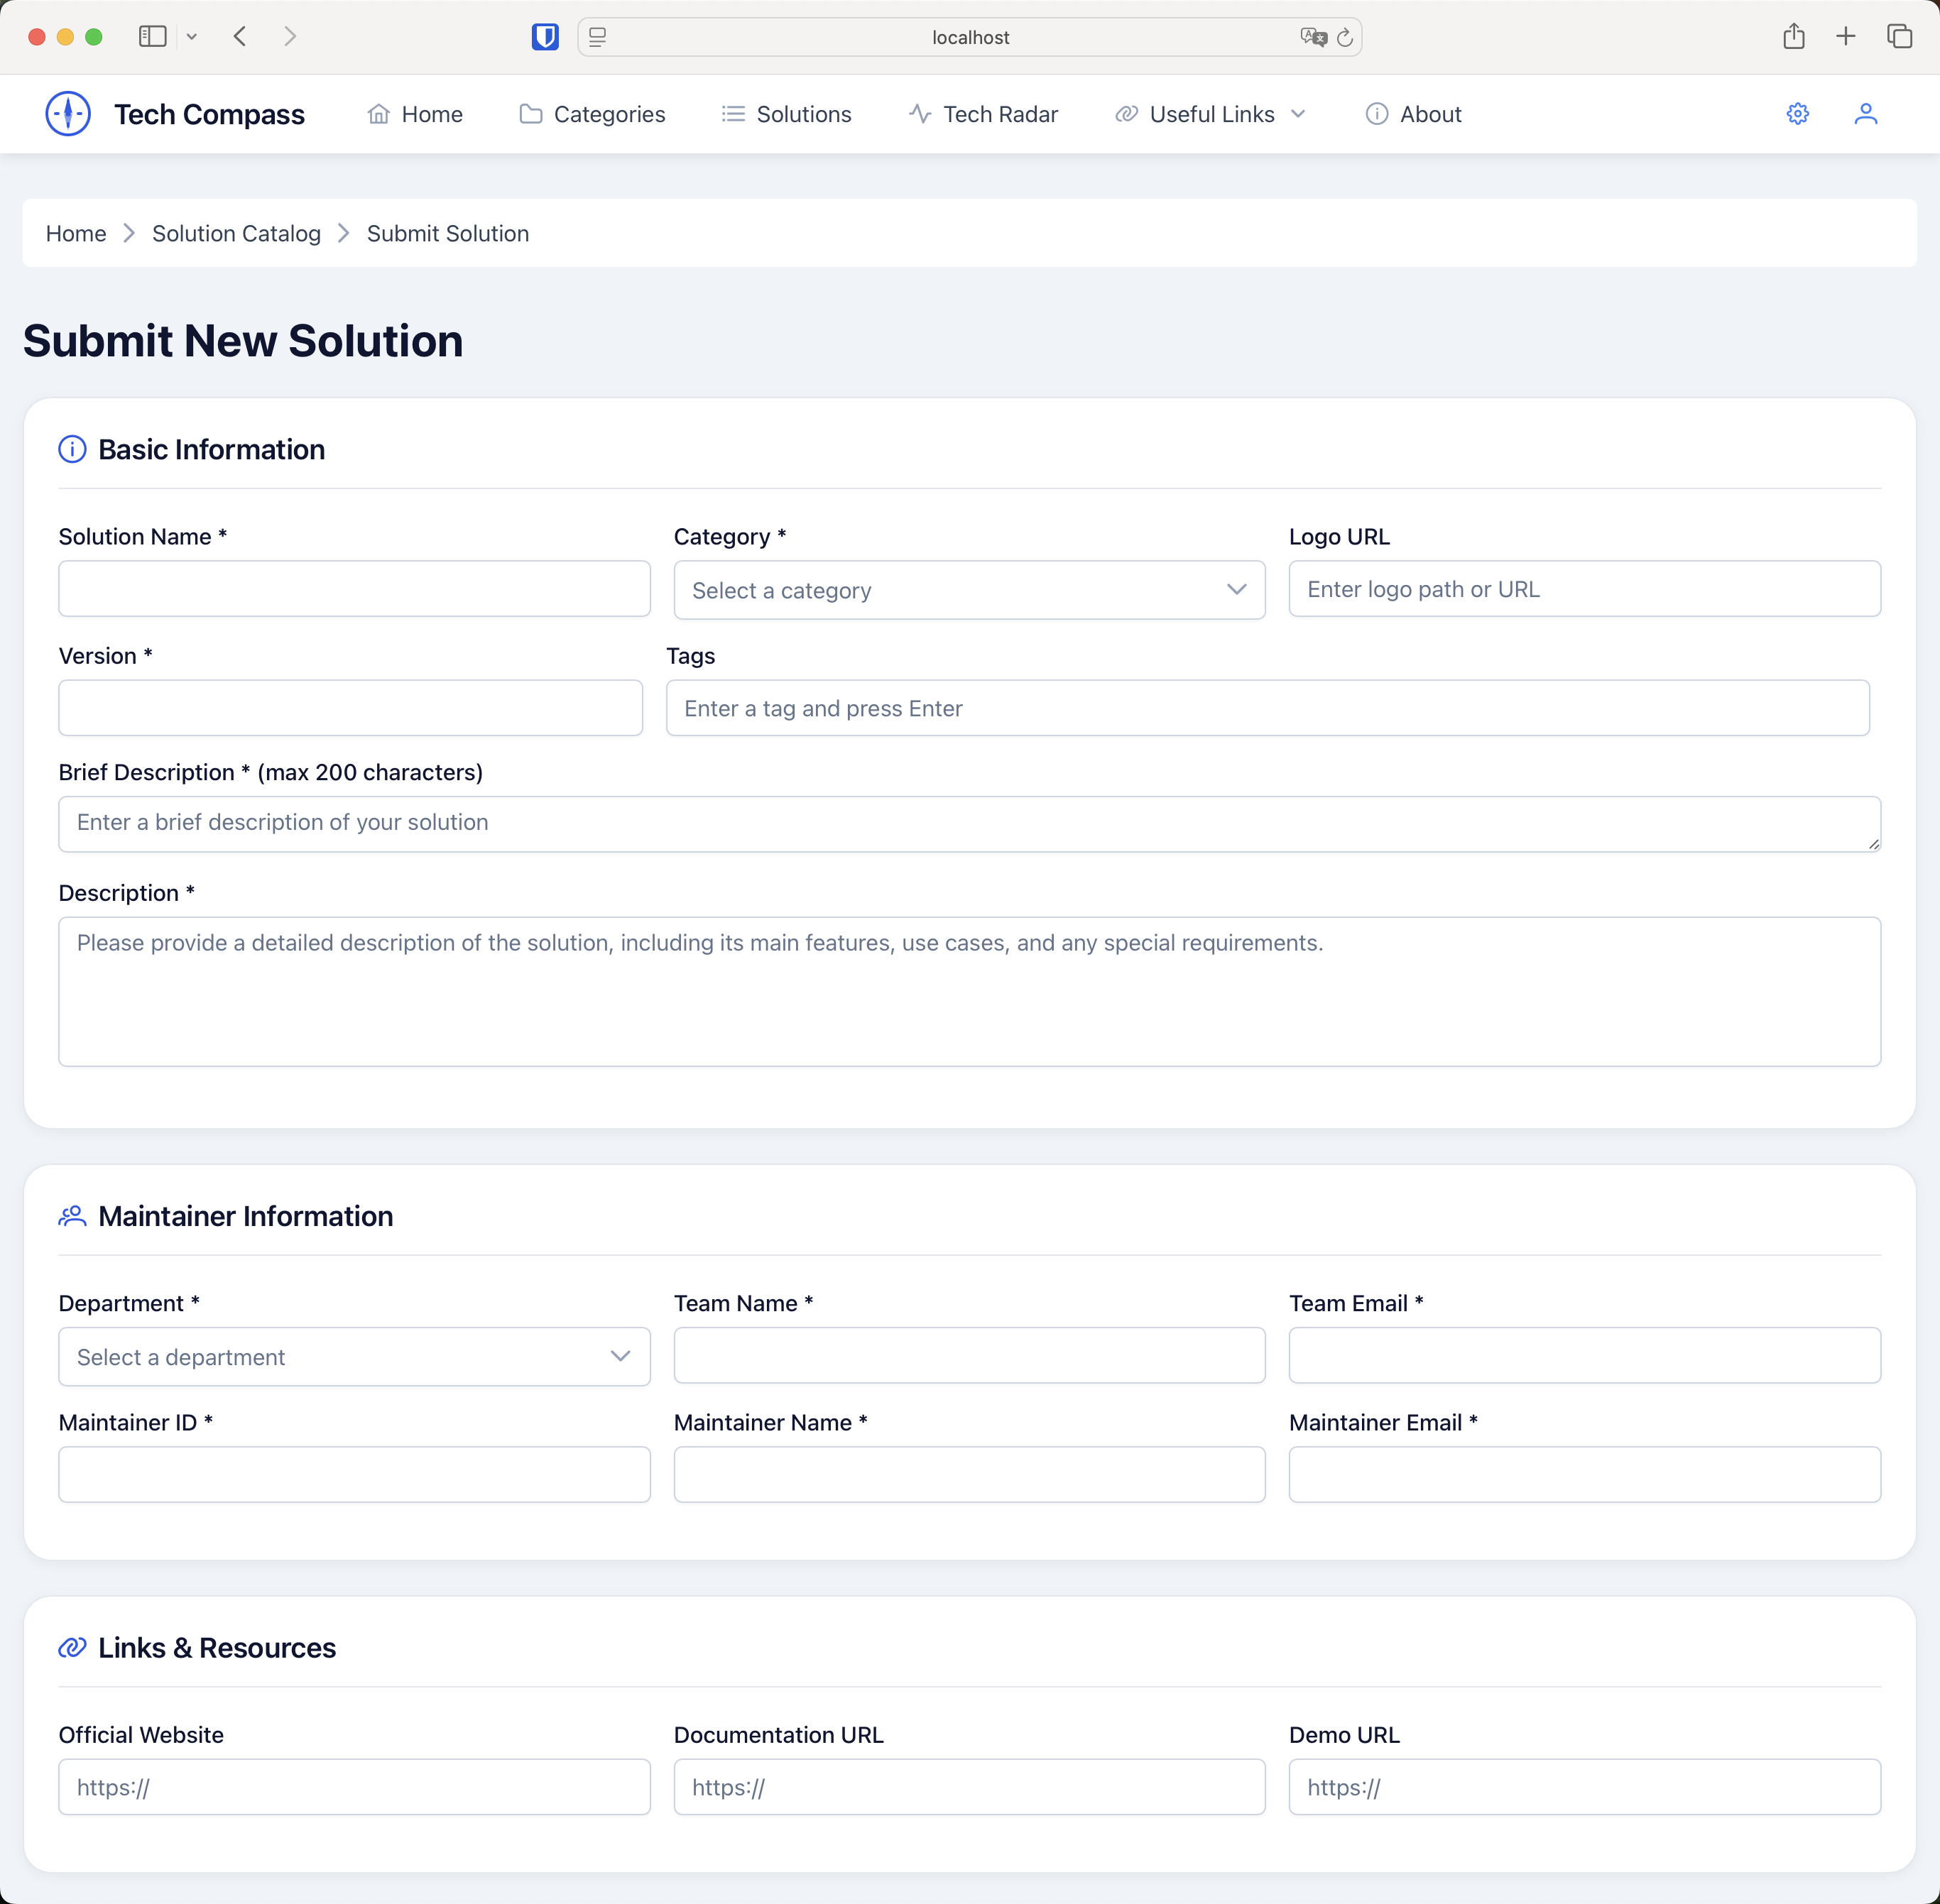 localhost
Tech Compass Home Categories Solutions Tech Radar Useful Links About
Home Solution Catalog Submit Solution
Submit New Solution
Basic Information
Solution Name * Category * Logo URL
Select a category Enter logo path or URL
Version * Tags
Enter a tag and press Enter
Brief Description * (max 200 characters)
Enter a brief description of your solution
Description *
Please provide a detailed description of the solution, including its main features, use cases, and any special requirements.
Maintainer Information
Department * Team Name * Team Email *
Select a department
Maintainer ID * Maintainer Name * Maintainer Email *
Links & Resources
Official Website Documentation URL Demo URL
https:// https:// https://